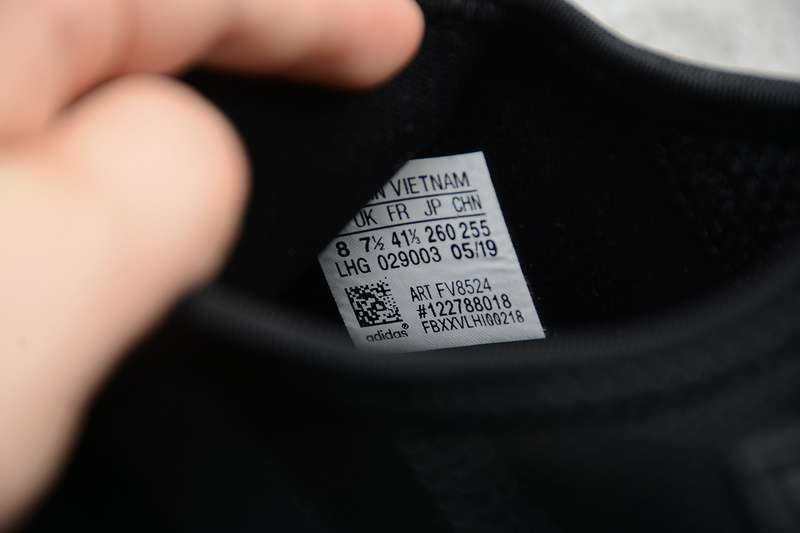 IN VIETNAM
UK FR JP CHN
8 7½ 41⅓ 260 255
LHG 029003 05/19
ART FV8524
#122788018
FBXXVLHI00218
adidas®